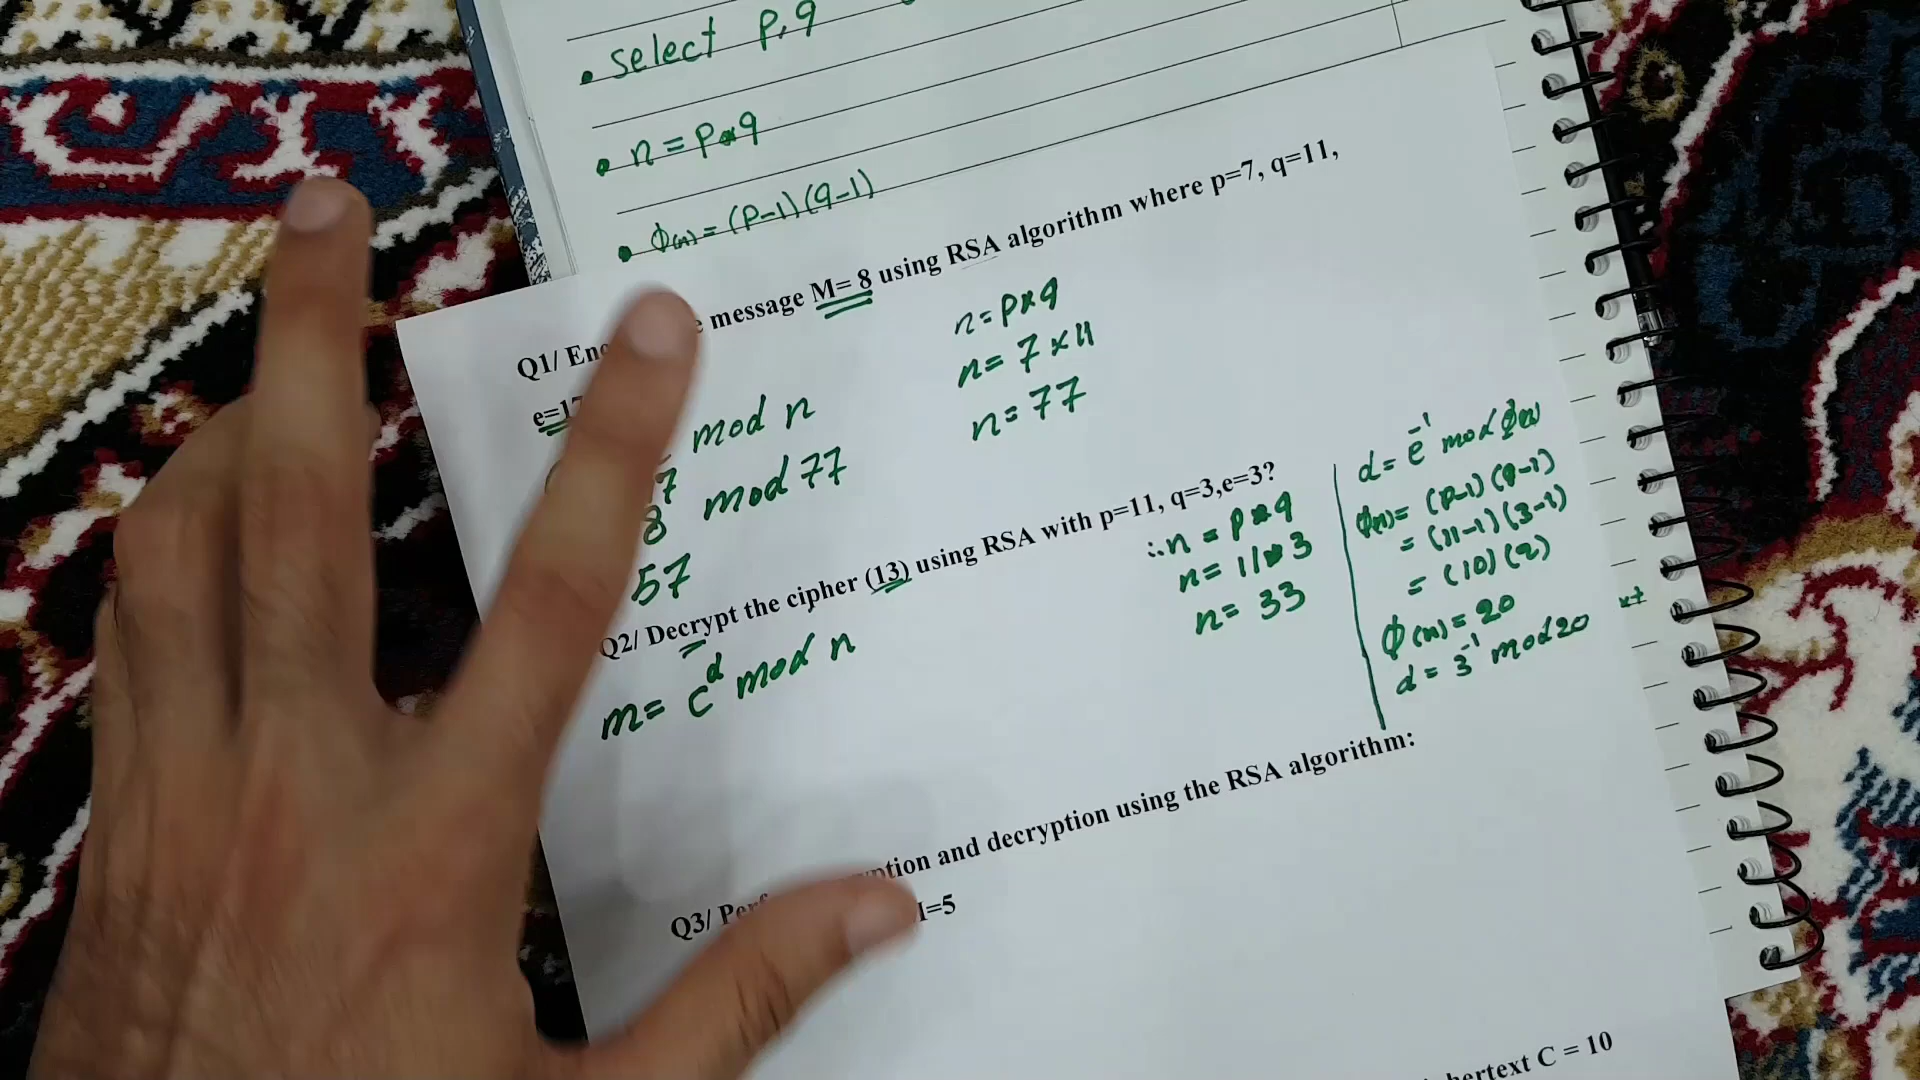 • select p,q
• n = p*q
• ϕ(n) = (p-1)(q-1)
Q1/ message M= 8 using RSA algorithm where p=7, q=11,
e=17
mod n
8 17 mod 77
57
n = p*q
n = 7 × 11
n = 77
Q2/ Decrypt the cipher (13) using RSA with p=11, q=3,e=3?
m = c^d mod n
∴ n = p*q
n = 11*3
n = 33
d = e^-1 mod ϕ(n)
ϕ(n) = (p-1)(q-1)
= (11-1)(3-1)
= (10)(2)
ϕ(n) = 20
d = 3^-1 mod 20
Q3/ and decryption using the RSA algorithm:
=5
C = 10